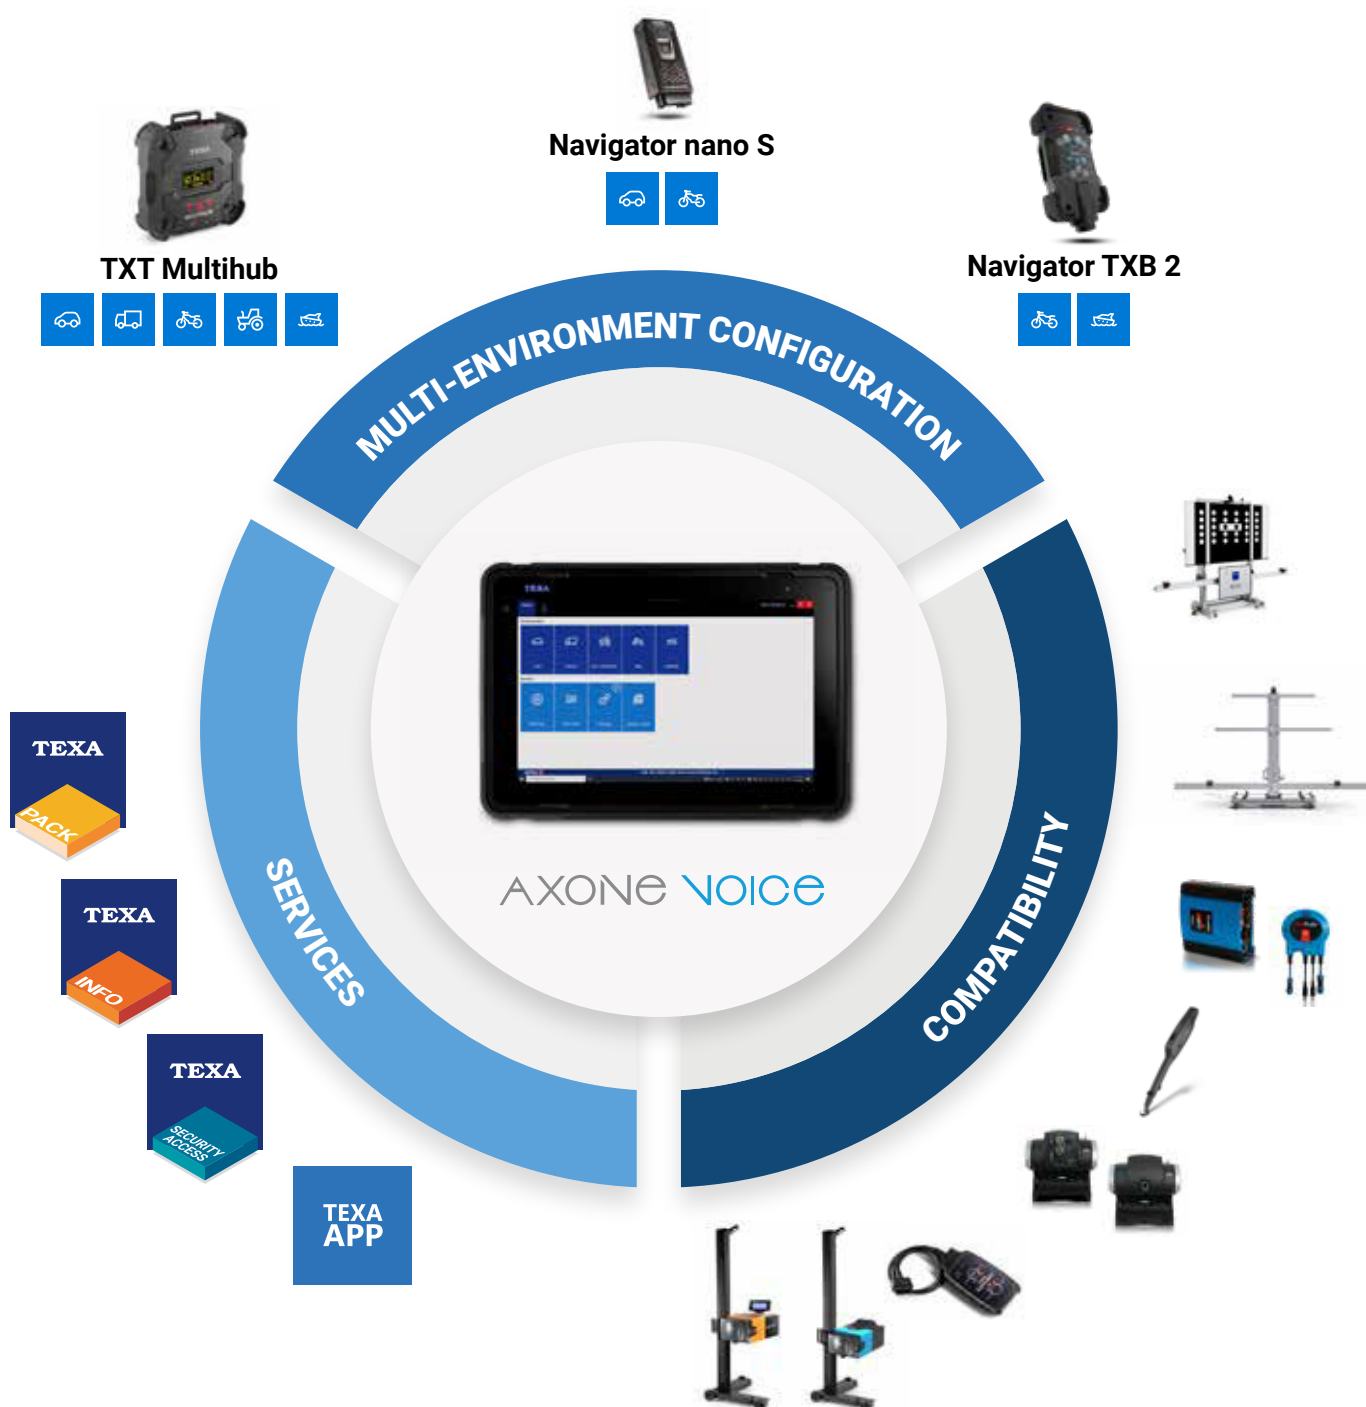 Navigator nano S
TXT Multihub
Navigator TXB 2
MULTI-ENVIRONMENT CONFIGURATION
TEXA
TEXA
PACK
TEXA
INFO
TEXA
SECURITY
ACCESS
TEXA
APP
SERVICES
COMPATIBILITY
AXONE VOICE